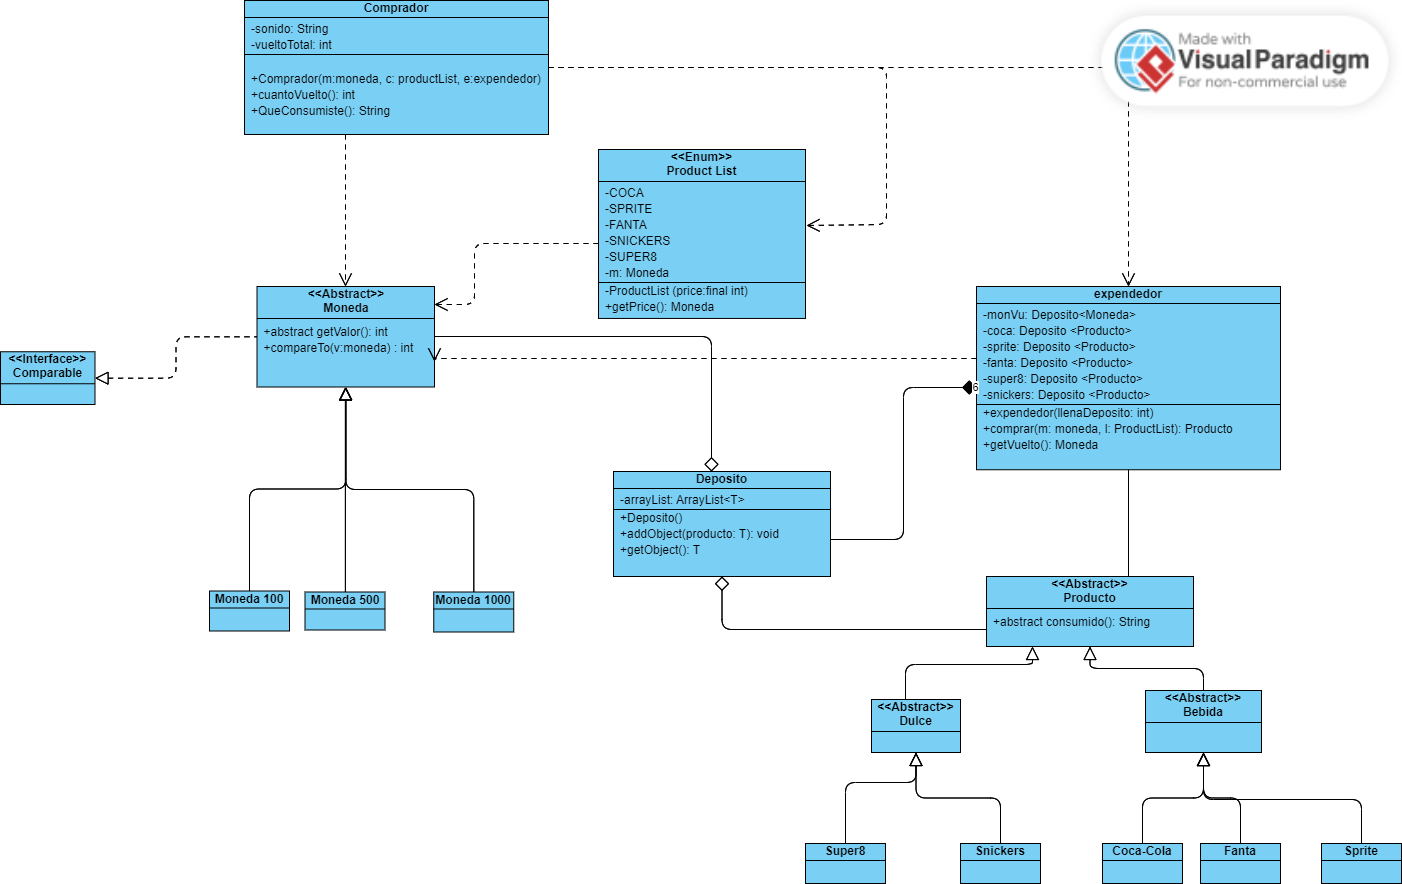 Comprador
-sonido: String
-vueltoTotal: int
+Comprador(m:moneda, c: productList, e:expendedor)
+cuantoVuelto(): int
+QueConsumiste(): String
Made with
Visual Paradigm
For non-commercial use
<<Enum>>
Product List
-COCA
-SPRITE
-FANTA
-SNICKERS
-SUPER8
-m: Moneda
-ProductList (price:final int)
+getPrice(): Moneda
<<Abstract>>
Moneda
+abstract getValor(): int
+compareTo(v:moneda) : int
<<Interface>>
Comparable
expendedor
-monVu: Deposito<Moneda>
-coca: Deposito <Producto>
-sprite: Deposito <Producto>
-fanta: Deposito <Producto>
-super8: Deposito <Producto>
-snickers: Deposito <Producto>
+expendedor(llenaDeposito: int)
+comprar(m: moneda, l: ProductList): Producto
+getVuelto(): Moneda
6
Deposito
-arrayList: ArrayList<T>
+Deposito()
+addObject(producto: T): void
+getObject(): T
Moneda 100
Moneda 500
Moneda 1000
<<Abstract>>
Producto
+abstract consumido(): String
<<Abstract>>
Dulce
<<Abstract>>
Bebida
Super8
Snickers
Coca-Cola
Fanta
Sprite